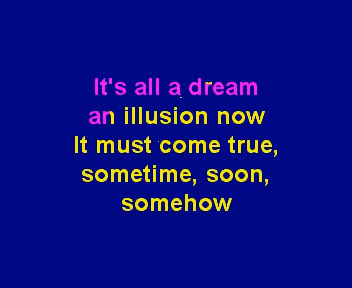 It's all a dream
an illusion now
It must come true,
sometime, soon,
somehow